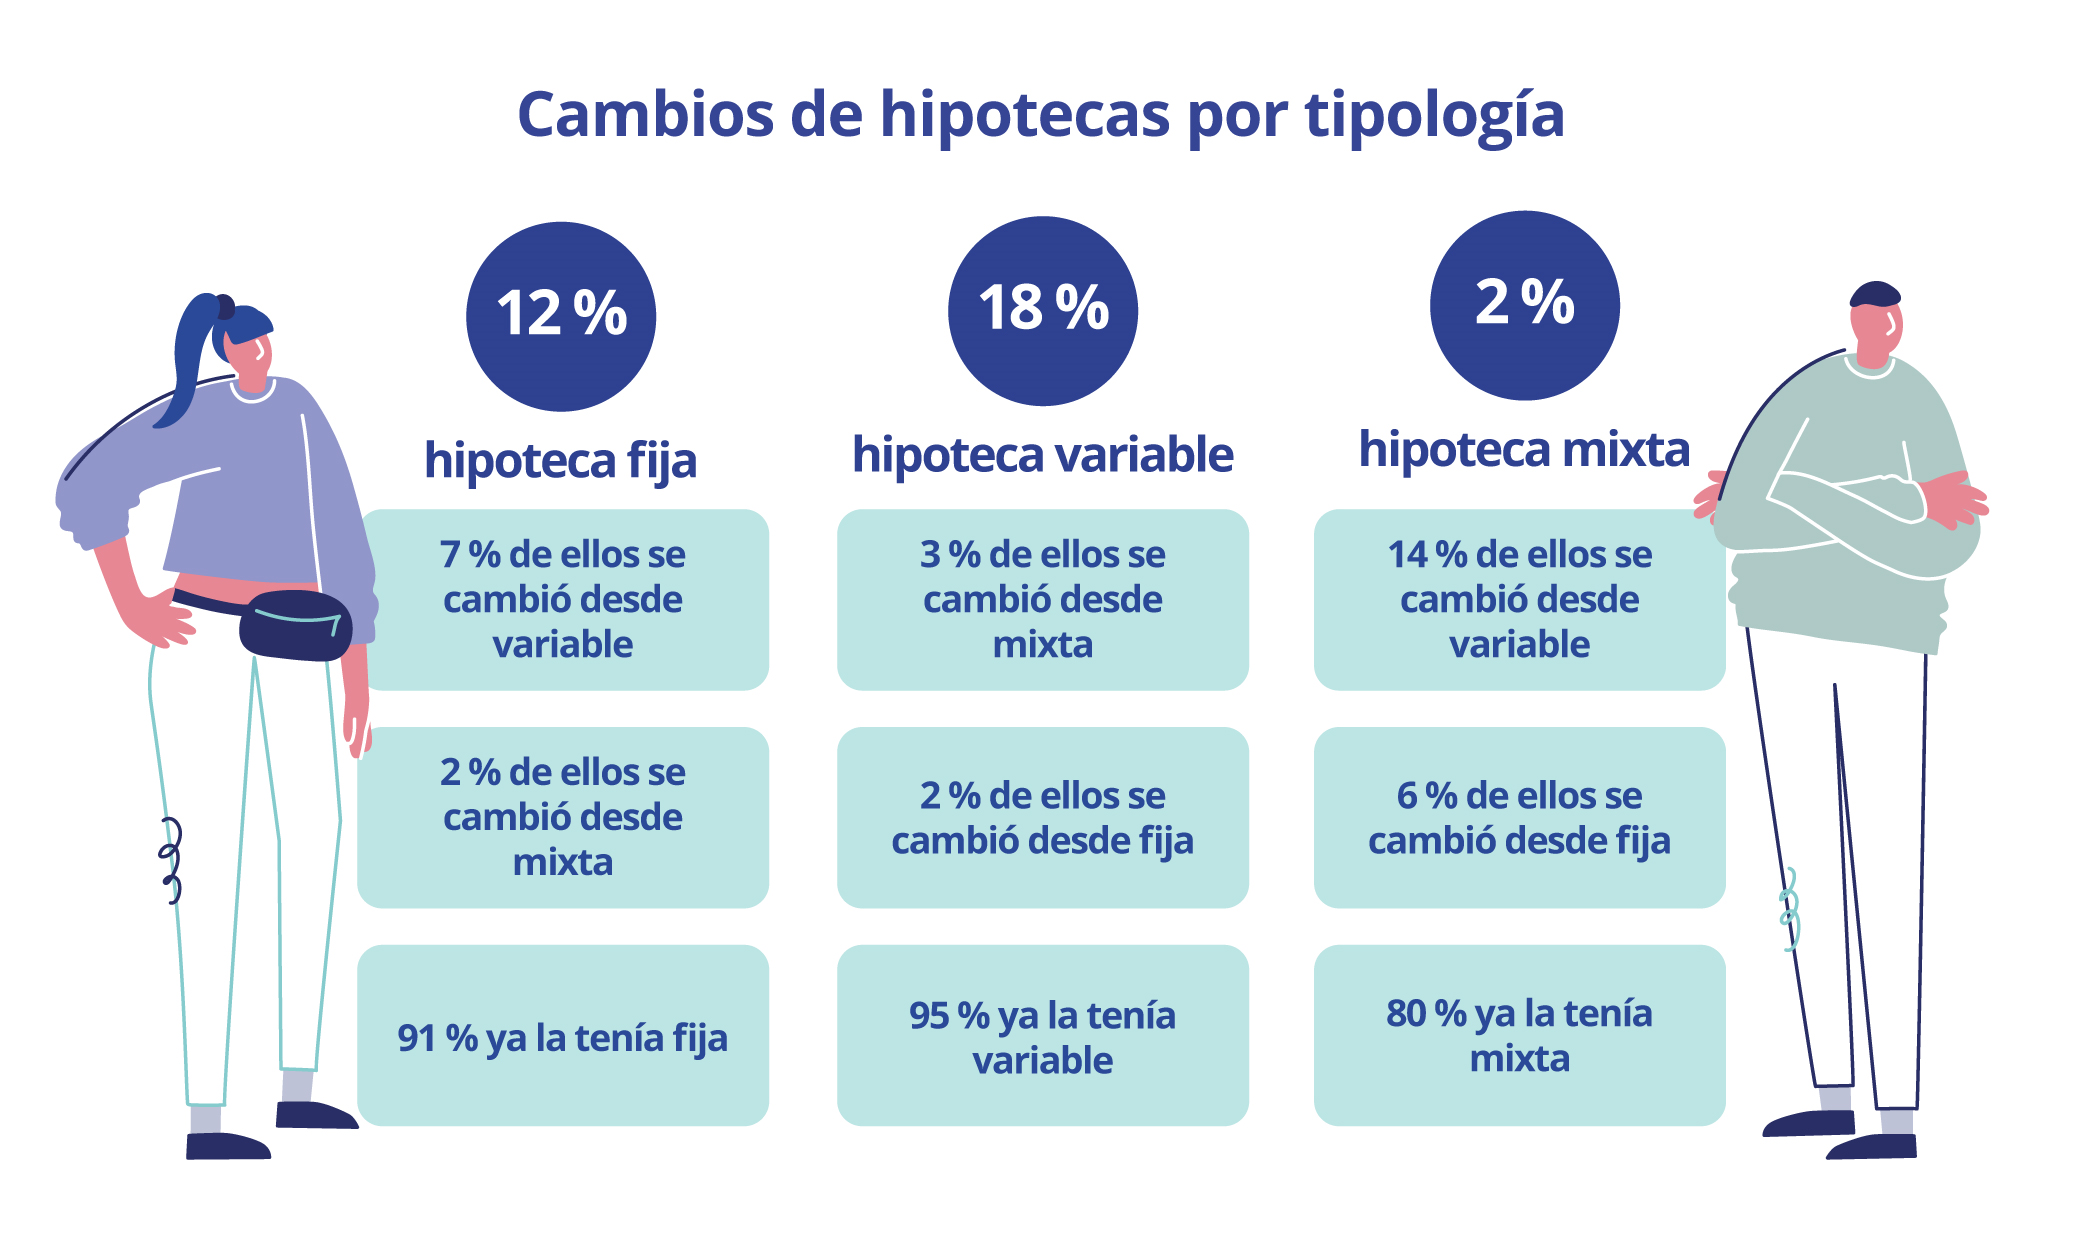 Cambios de hipotecas por tipología
12 %
hipoteca fija
7 % de ellos se
cambió desde
variable
2 % de ellos se
cambió desde
mixta
91 % ya la tenía fija
18 %
hipoteca variable
3 % de ellos se
cambió desde
mixta
2 % de ellos se
cambió desde fija
95 % ya la tenía
variable
2 %
hipoteca mixta
14 % de ellos se
cambió desde
variable
6 % de ellos se
cambió desde fija
80 % ya la tenía
mixta